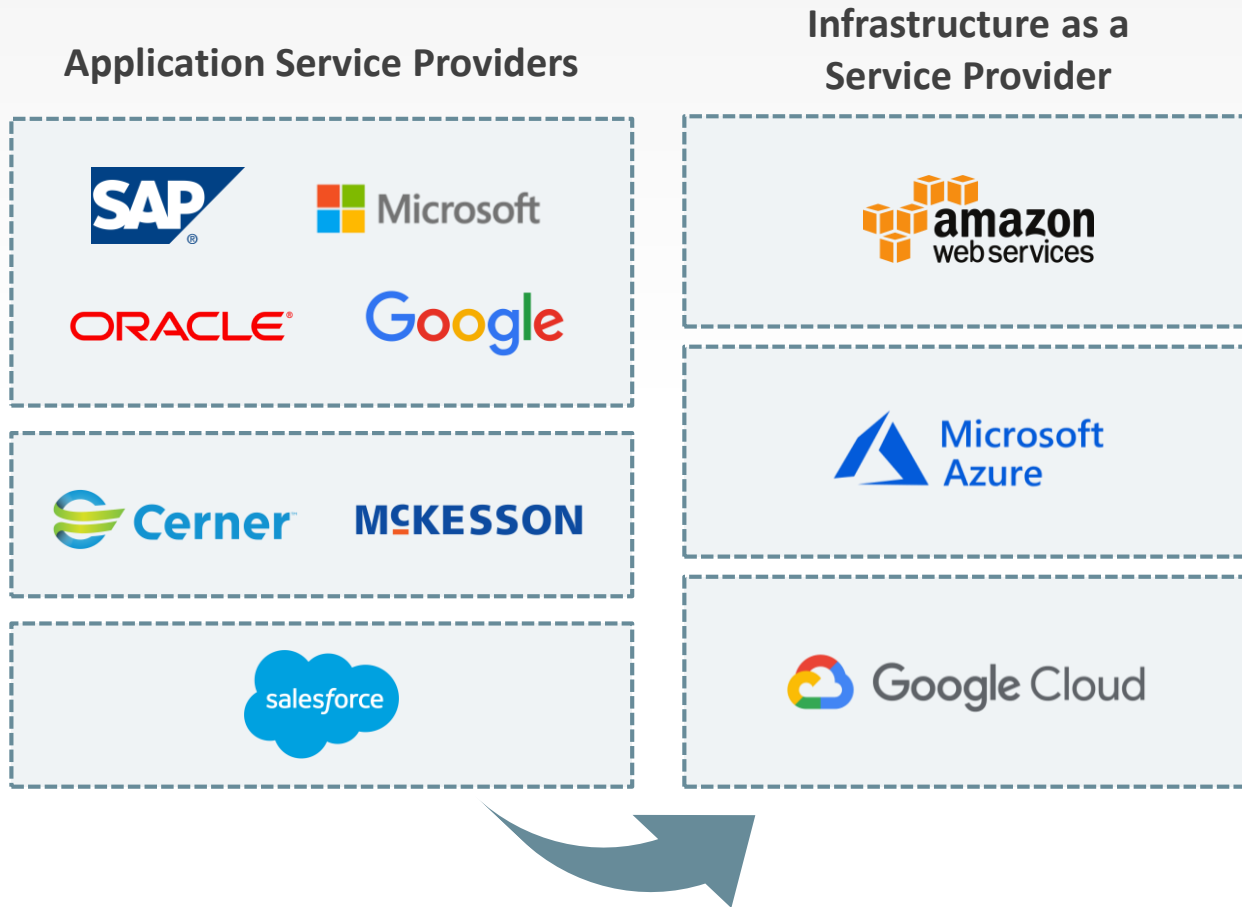 Application Service Providers
SAP
®
Microsoft
ORACLE®
Google
Cerner™
MCKESSON
salesforce
Infrastructure as a
Service Provider
amazon
web services
Microsoft
Azure
Google Cloud